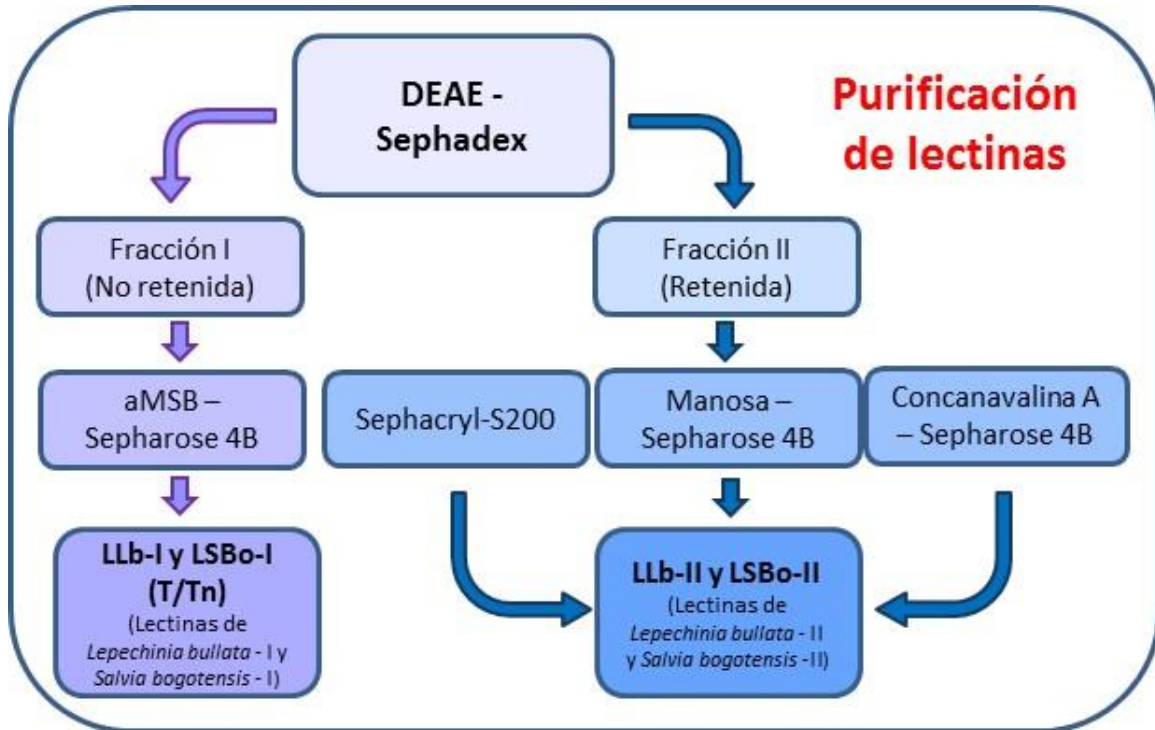 DEAE -
Sephadex
Purificación
de lectinas
Fracción I
(No retenida)
Fracción II
(Retenida)
aMSB –
Sepharose 4B
Sephacryl-S200
Manosa –
Sepharose 4B
Concanavalina A
– Sepharose 4B
LLb-I y LSBo-I
(T/Tn)
(Lectinas de
Lepechinia bullata - I y
Salvia bogotensis - I)
LLb-II y LSBo-II
(Lectinas de
Lepechinia bullata - II
y Salvia bogotensis -II)